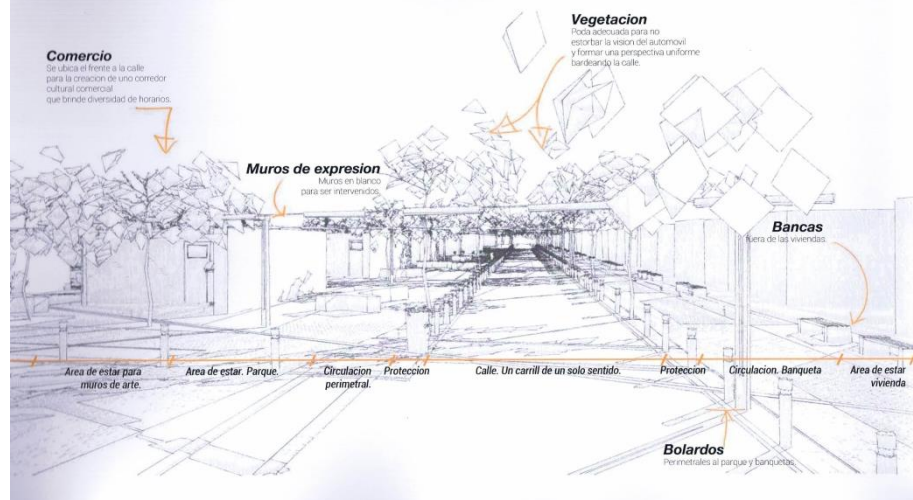 Vegetacion
Poda adecuada para no
estorbar la vision del automovil
y formar una perspectiva uniforme
bardeando la calle.
Comercio
Se ubica el frente a la calle
para la creacion de uno corredor
cultural comercial
que brinde diversidad de horarios.
Muros de expresion
Muros en blanco
para ser intervenidos.
Bancas
fuera de las viviendas.
Area de estar para
muros de arte.
Area de estar. Parque.
Circulacion
perimetral.
Proteccion
Calle. Un carrill de un solo sentido.
Proteccion
Circulacion. Banqueta
Area de estar
vivienda
Bolardos
Perimetrales al parque y banquetas.